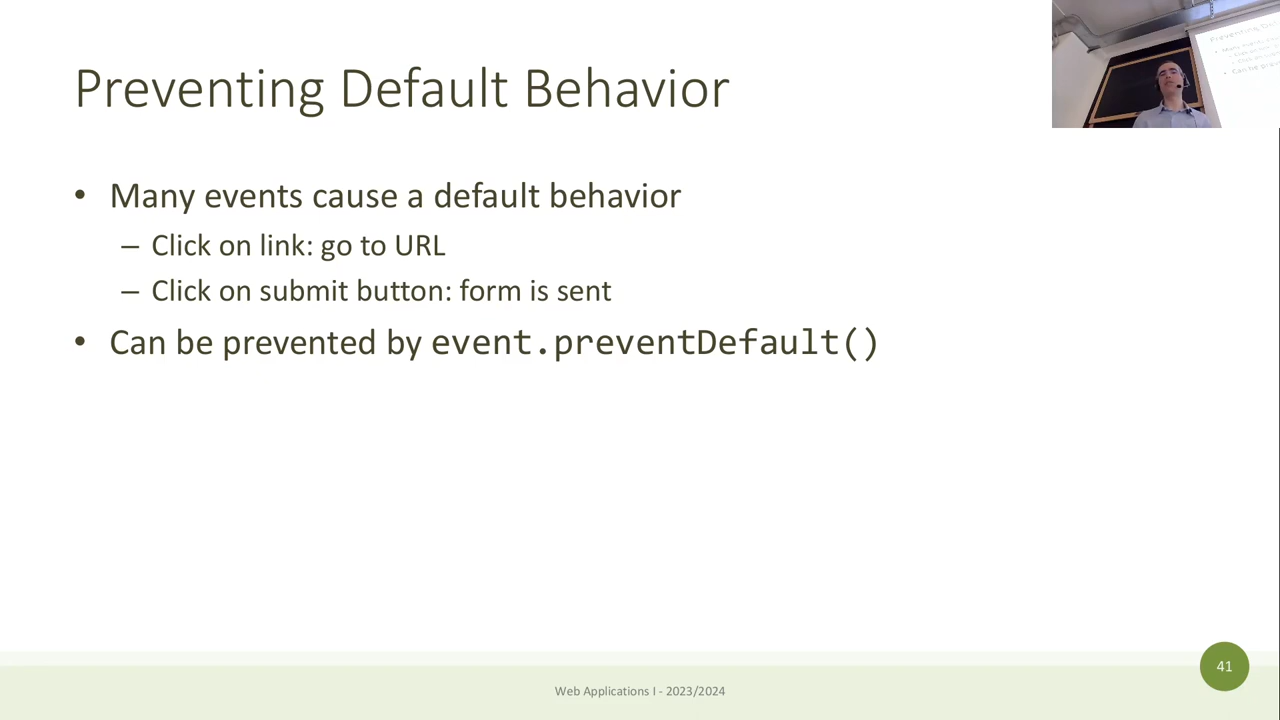 Preventing Default Behavior
• Many events cause a default behavior
– Click on link: go to URL
– Click on submit button: form is sent
• Can be prevented by event.preventDefault()
41
Web Applications I - 2023/2024